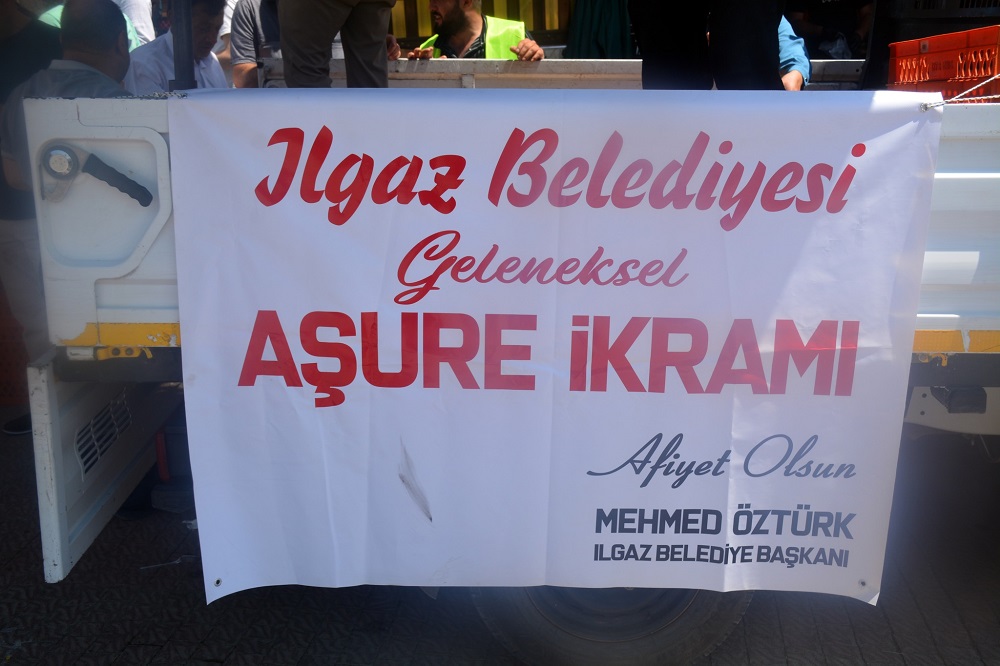 Ilgaz Belediyesi
Geleneksel
AŞURE İKRAMI
Afiyet Olsun
MEHMED ÖZTÜRK
ILGAZ BELEDİYE BAŞKANI